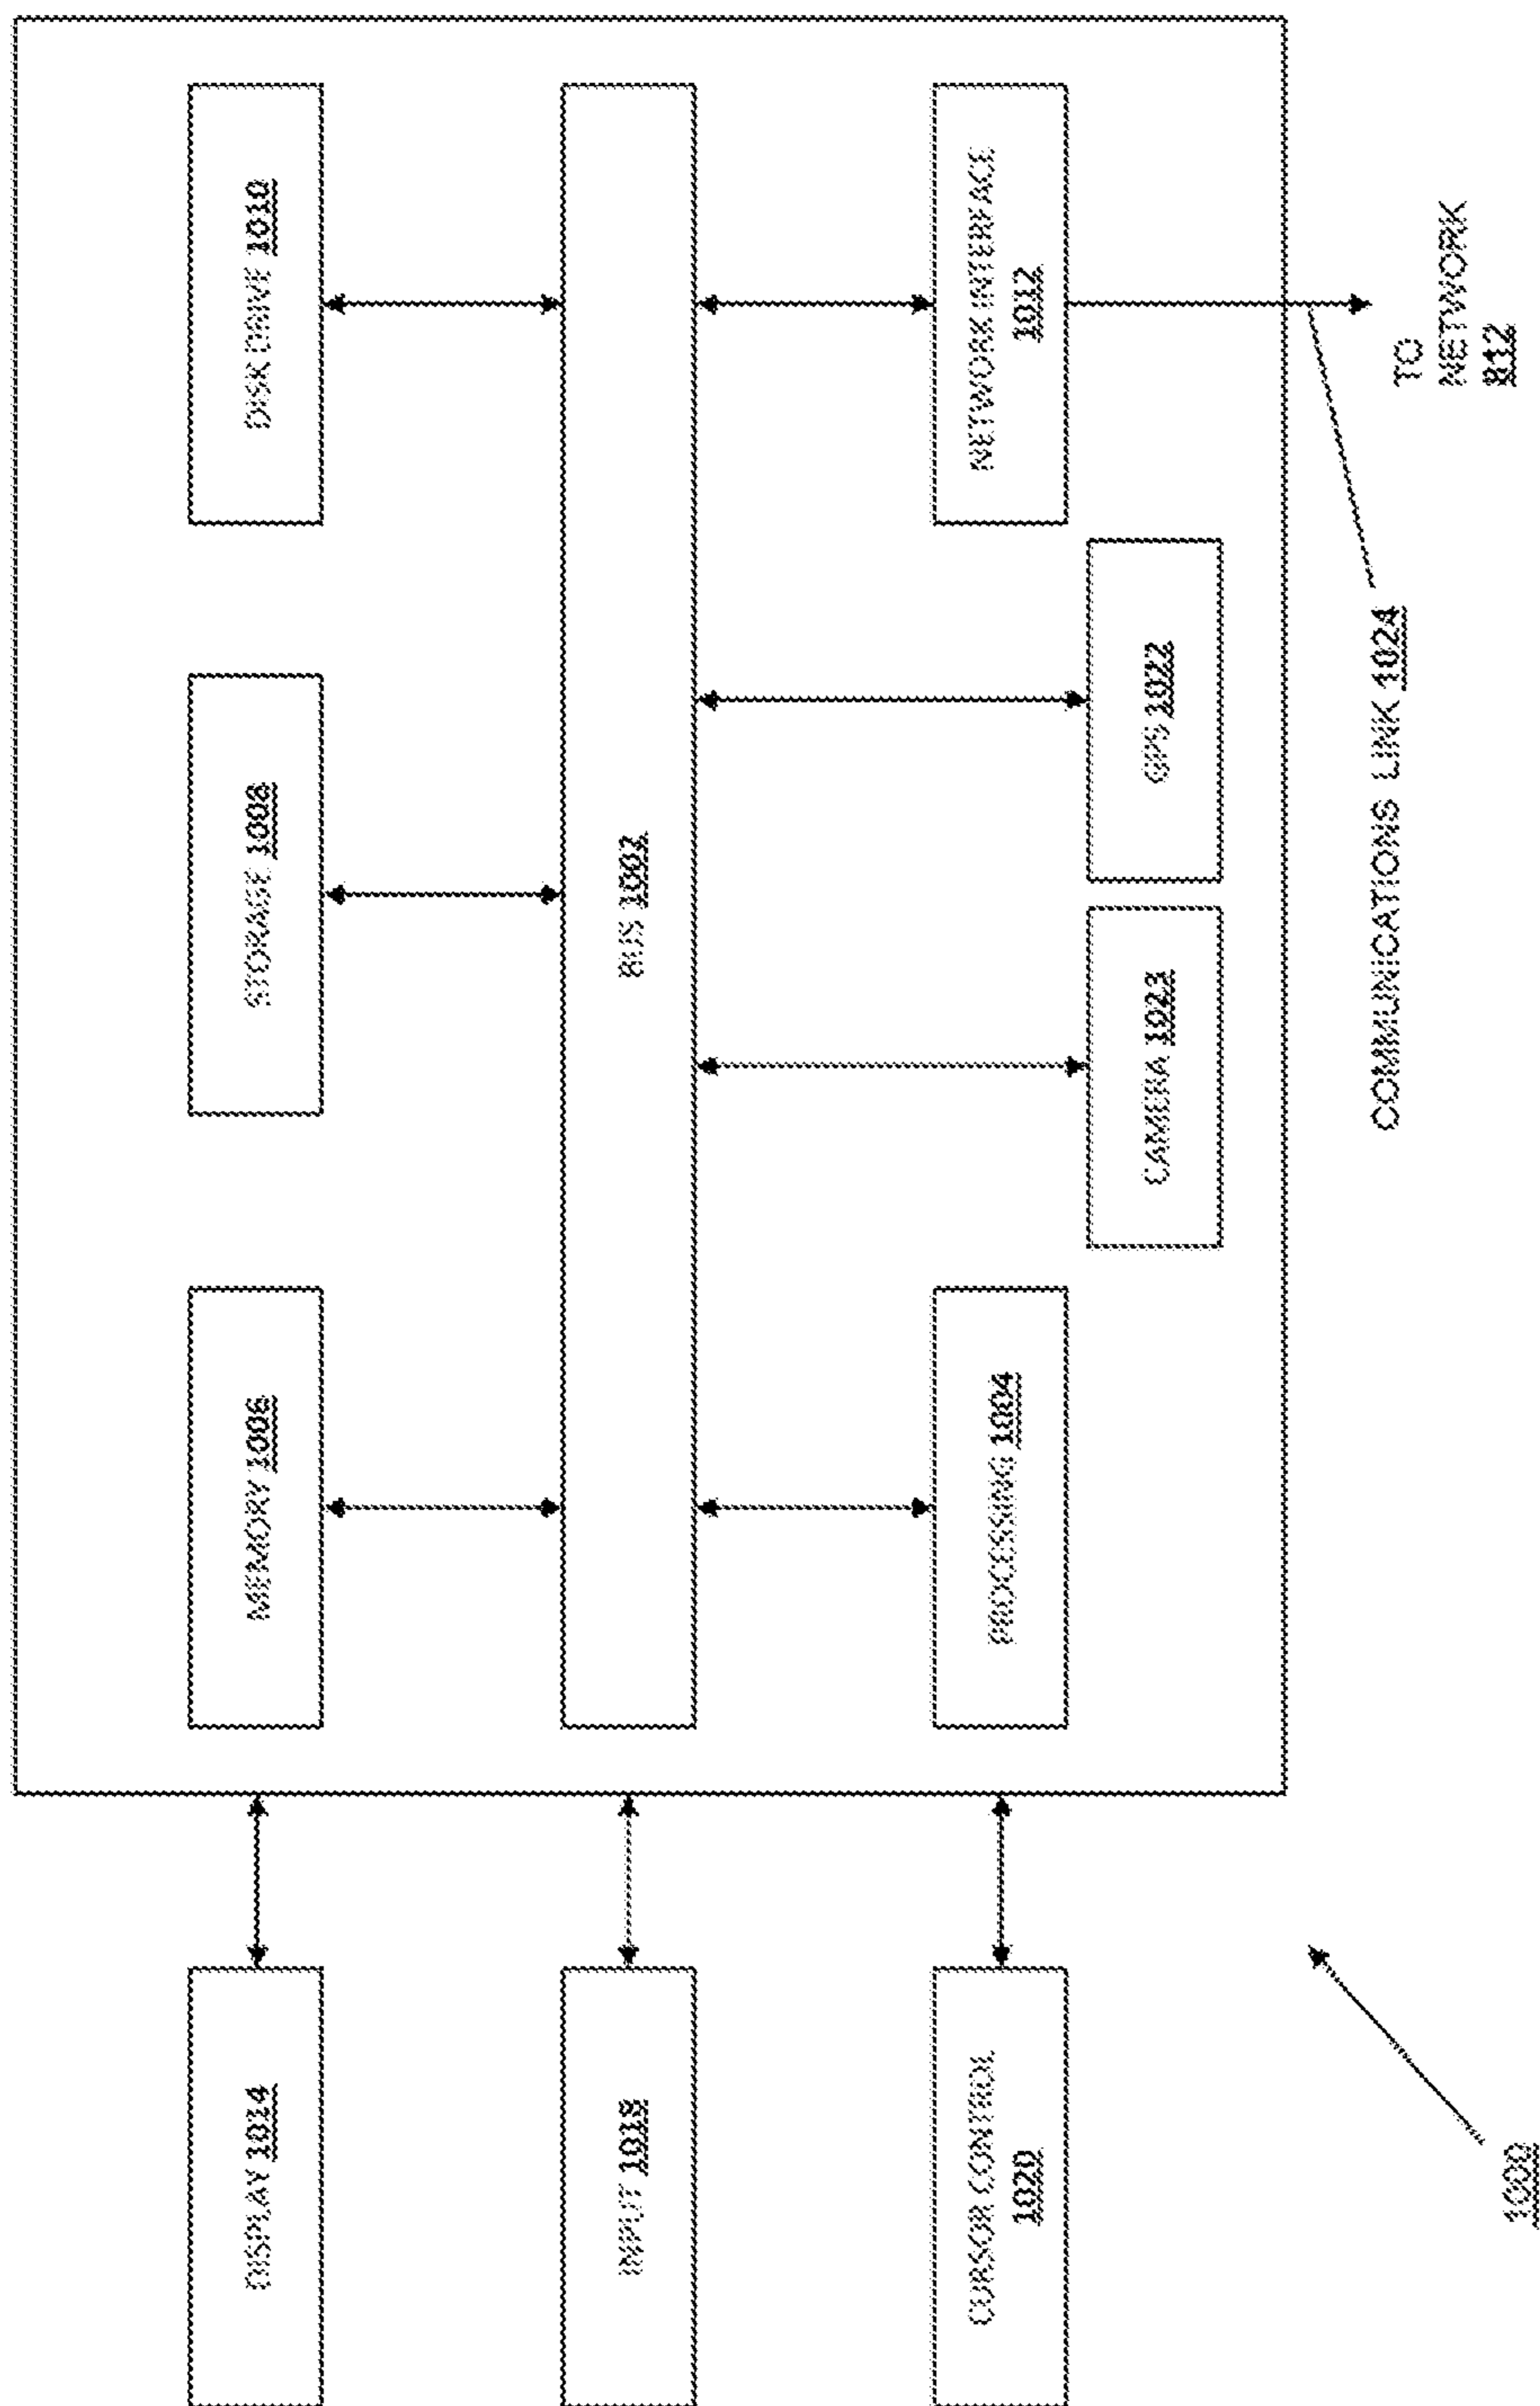 DISPLAY 1014
MEMORY 1006
STORAGE 1008
DISK DRIVE 1010
INPUT 1018
BUS 1002
CURSOR CONTROL
1020
PROCESSING 1004
NETWORK INTERFACE
1012
CAMERA 1023
GPS 1022
COMMUNICATIONS LINK 1024
TO
NETWORK
812
1000